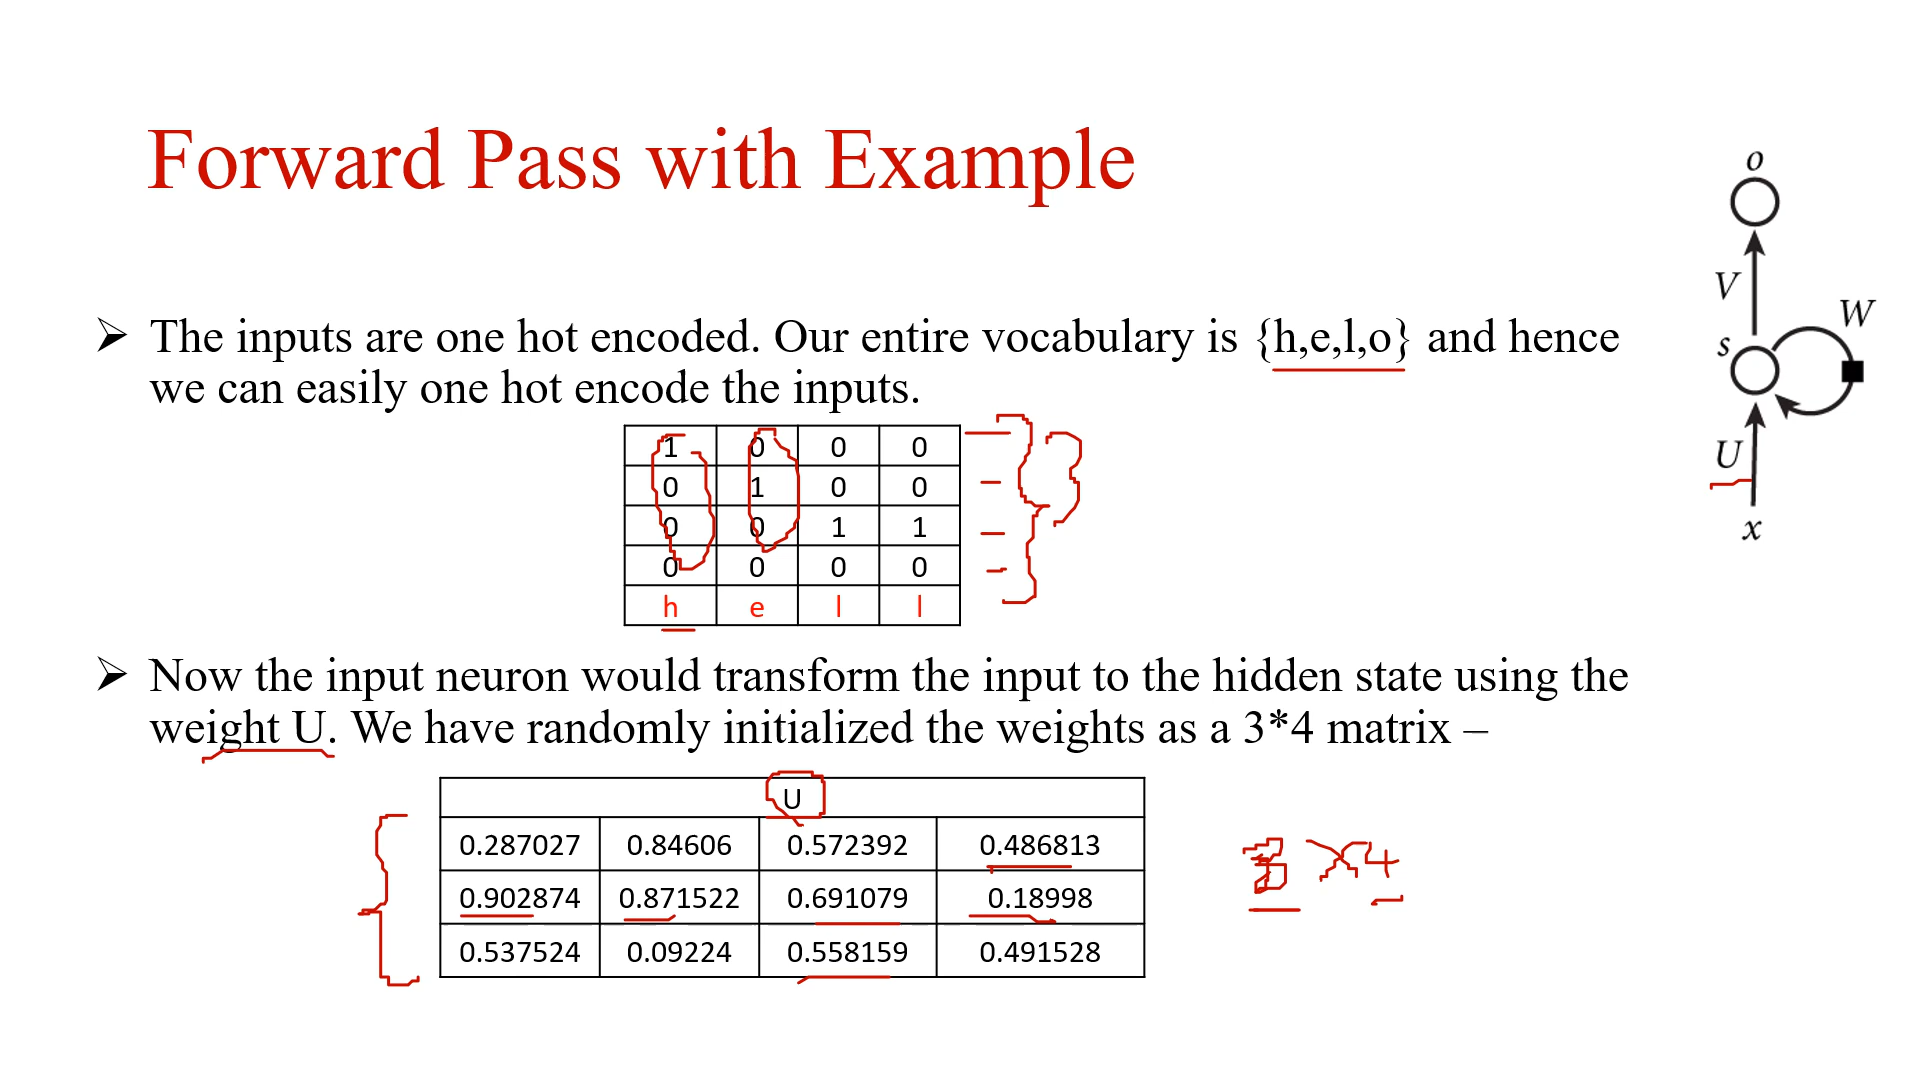 Forward Pass with Example
o
V
W
s
U
x
➢ The inputs are one hot encoded. Our entire vocabulary is {h,e,l,o} and hence
we can easily one hot encode the inputs.
1 0 0 0
0 1 0 0
0 0 1 1
0 0 0 0
h e l l
➢ Now the input neuron would transform the input to the hidden state using the
weight U. We have randomly initialized the weights as a 3*4 matrix –
U
0.287027 0.84606 0.572392 0.486813
0.902874 0.871522 0.691079 0.18998
0.537524 0.09224 0.558159 0.491528
3 x4